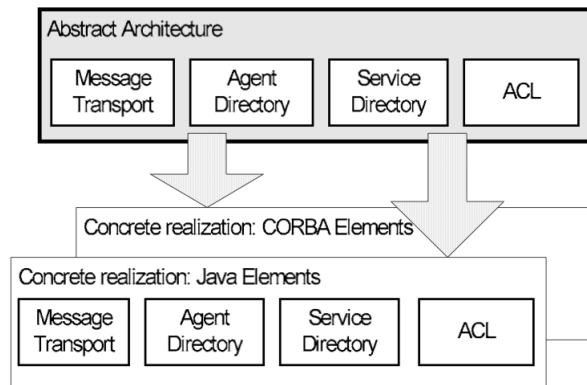 Abstract Architecture
Message Transport
Agent Directory
Service Directory
ACL
Concrete realization: CORBA Elements
Concrete realization: Java Elements
Message Transport
Agent Directory
Service Directory
ACL